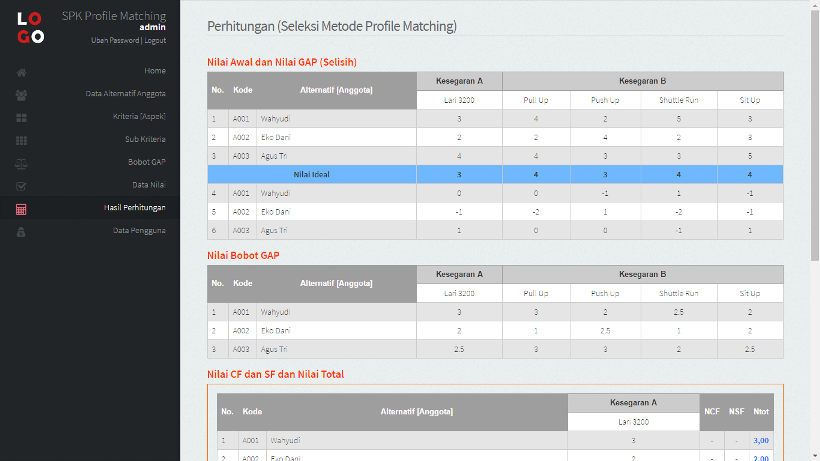 LO
GO
SPK Profile Matching
admin
Ubah Password | Logout
Home
Data Alternatif Anggota
Kriteria [Aspek]
Sub Kriteria
Bobot GAP
Data Nilai
Hasil Perhitungan
Data Pengguna
Perhitungan (Seleksi Metode Profile Matching)
Nilai Awal dan Nilai GAP (Selisih)
No. Kode Alternatif [Anggota] Kesegaran A Kesegaran B
Lari 3200 Pull Up Push Up Shuttle Run Sit Up
1 A001 Wahyudi 3 4 2 5 3
2 A002 Eko Dani 2 2 4 2 3
3 A003 Agus Tri 4 4 3 3 5
Nilai Ideal 3 4 3 4 4
4 A001 Wahyudi 0 0 -1 1 -1
5 A002 Eko Dani -1 -2 1 -2 -1
6 A003 Agus Tri 1 0 0 -1 1
Nilai Bobot GAP
No. Kode Alternatif [Anggota] Kesegaran A Kesegaran B
Lari 3200 Pull Up Push Up Shuttle Run Sit Up
1 A001 Wahyudi 3 3 2 2.5 2
2 A002 Eko Dani 2 1 2.5 1 2
3 A003 Agus Tri 2.5 3 3 2 2.5
Nilai CF dan SF dan Nilai Total
No. Kode Alternatif [Anggota] Kesegaran A NCF NSF Ntot
Lari 3200
1 A001 Wahyudi 3 - - 3,00
2 A002 Eko Dani 2 - - 2,00